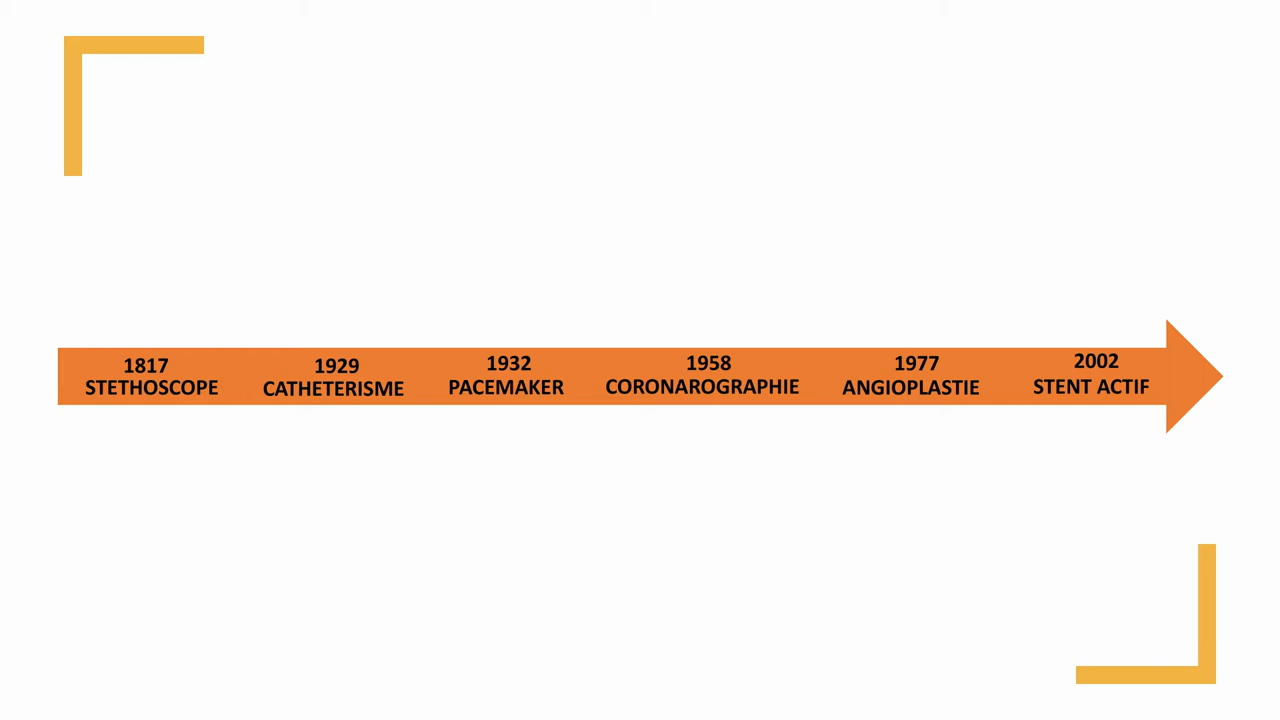 1817
STETHOSCOPE
1929
CATHETERISME
1932
PACEMAKER
1958
CORONAROGRAPHIE
1977
ANGIOPLASTIE
2002
STENT ACTIF